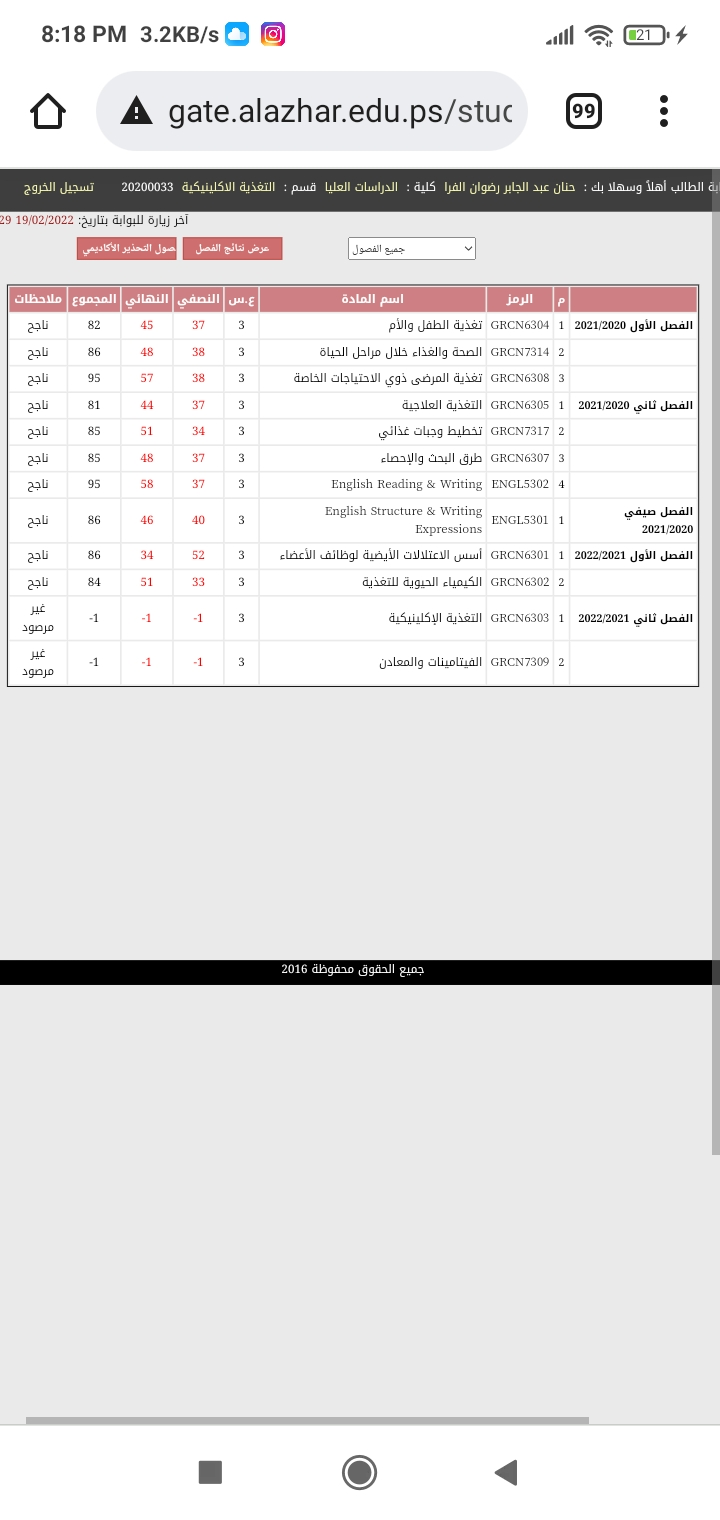 8:18 PM 3.2KB/s 21
gate.alazhar.edu.ps/stud 99
الطالب أهلاً وسهلا بك : حنان عبد الجابر رضوان الفرا كلية : الدراسات العليا قسم : التغذية الاكلينيكية 20200033 تسجيل الخروج
آخر زيارة للبوابة بتاريخ: 19/02/2022 29
جميع الفصول عرض نتائج الفصل صول التحذير الأكاديمي
م الرمز اسم المادة ع.س النصفي النهائي المجموع ملاحظات
الفصل الأول 2021/2020 1 GRCN6304 تغذية الطفل والأم 3 37 45 82 ناجح
2 GRCN7314 الصحة والغذاء خلال مراحل الحياة 3 38 48 86 ناجح
3 GRCN6308 تغذية المرضى ذوي الاحتياجات الخاصة 3 38 57 95 ناجح
الفصل ثاني 2021/2020 1 GRCN6305 التغذية العلاجية 3 37 44 81 ناجح
2 GRCN7317 تخطيط وجبات غذائي 3 34 51 85 ناجح
3 GRCN6307 طرق البحث والإحصاء 3 37 48 85 ناجح
4 ENGL5302 English Reading & Writing 3 37 58 95 ناجح
الفصل صيفي
2021/2020
1 ENGL5301
English Structure & Writing
Expressions
3 40 46 86 ناجح
الفصل الأول 2022/2021 1 GRCN6301 أسس الاعتلالات الأيضية لوظائف الأعضاء 3 52 34 86 ناجح
2 GRCN6302 الكيمياء الحيوية للتغذية 3 33 51 84 ناجح
الفصل ثاني 2022/2021 1 GRCN6303 التغذية الإكلينيكية 3 -1 -1 -1
غير
مرصود
2 GRCN7309 الفيتامينات والمعادن 3 -1 -1 -1
غير
مرصود
جميع الحقوق محفوظة 2016